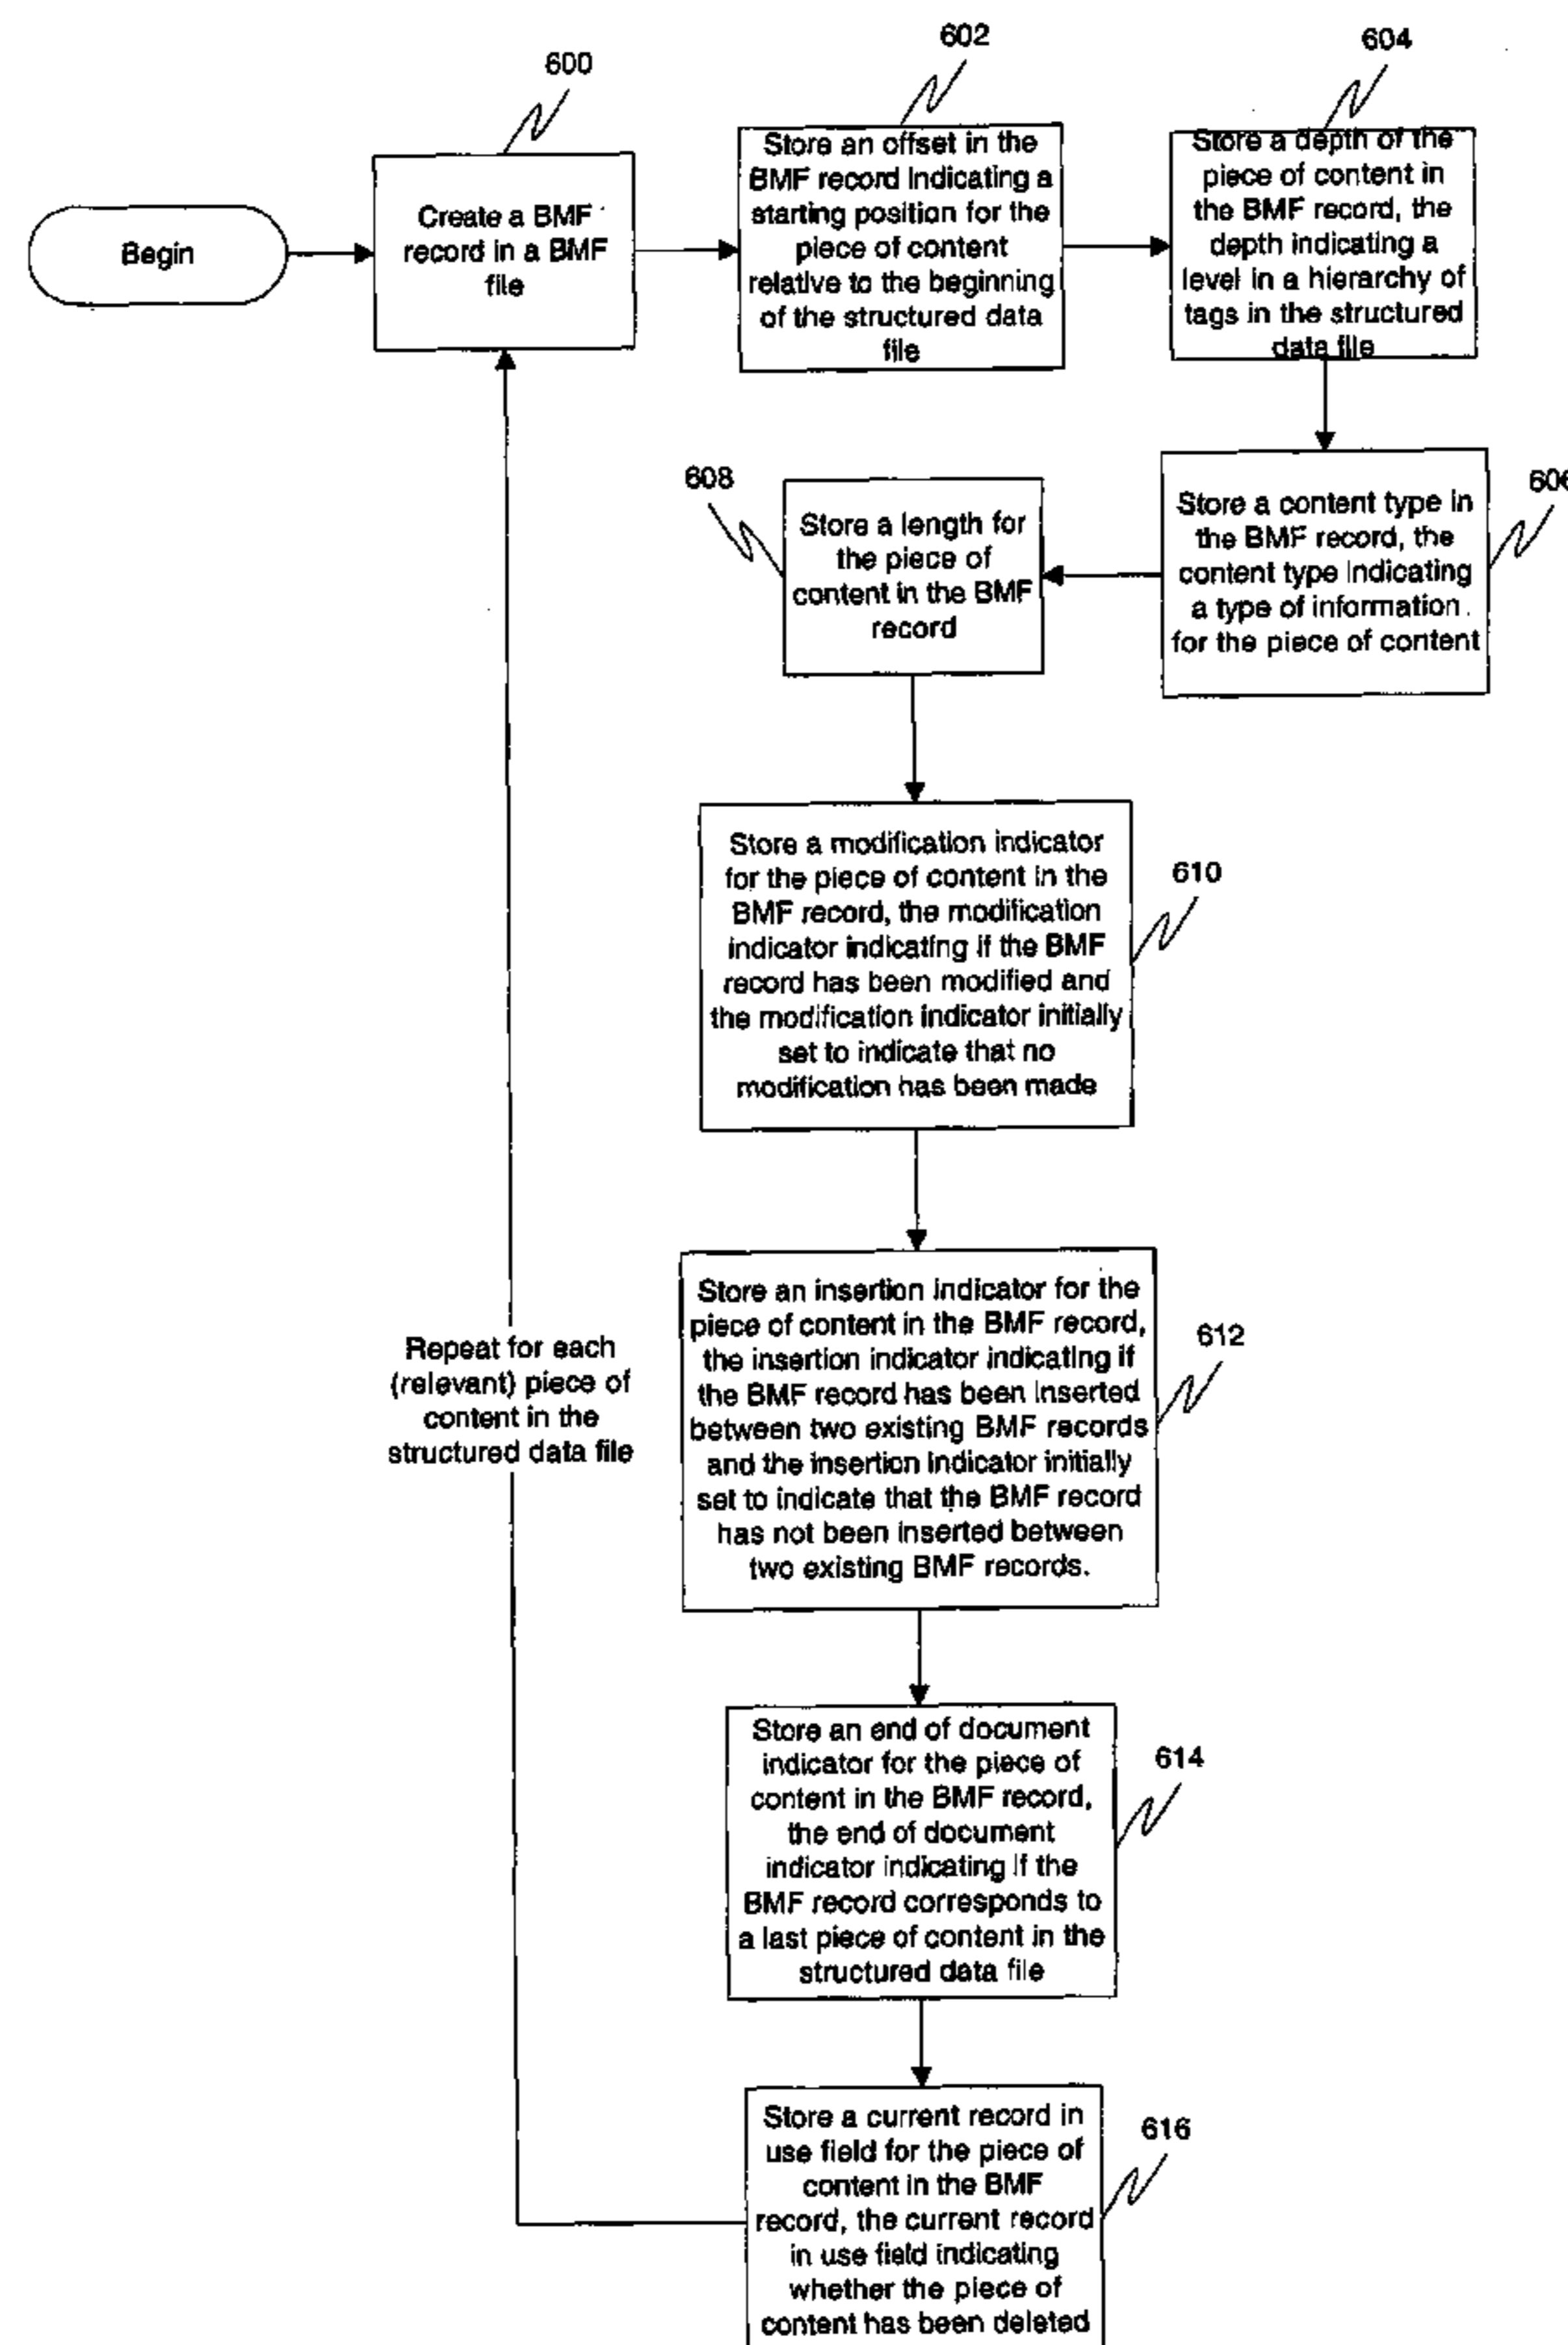 600
602
604
Begin
Create a BMF
record in a BMF
file
Store an offset in the
BMF record indicating a
starting position for the
piece of content
relative to the beginning
of the structured data
file
Store a depth of the
piece of content in
the BMF record, the
depth indicating a
level in a hierarchy of
tags in the structured
data file
606
Store a content type in
the BMF record, the
content type indicating
a type of information
for the piece of content
608
Store a length for
the piece of
content in the BMF
record
610
Store a modification indicator
for the piece of content in the
BMF record, the modification
indicator indicating if the BMF
record has been modified and
the modification indicator initially
set to indicate that no
modification has been made
612
Store an insertion indicator for the
piece of content in the BMF record,
the insertion indicator indicating if
the BMF record has been inserted
between two existing BMF records
and the insertion indicator initially
set to indicate that the BMF record
has not been inserted between
two existing BMF records.
Repeat for each
(relevant) piece of
content in the
structured data file
614
Store an end of document
indicator for the piece of
content in the BMF record,
the end of document
indicator indicating if the
BMF record corresponds to
a last piece of content in the
structured data file
616
Store a current record in
use field for the piece of
content in the BMF
record, the current record
in use field indicating
whether the piece of
content has been deleted